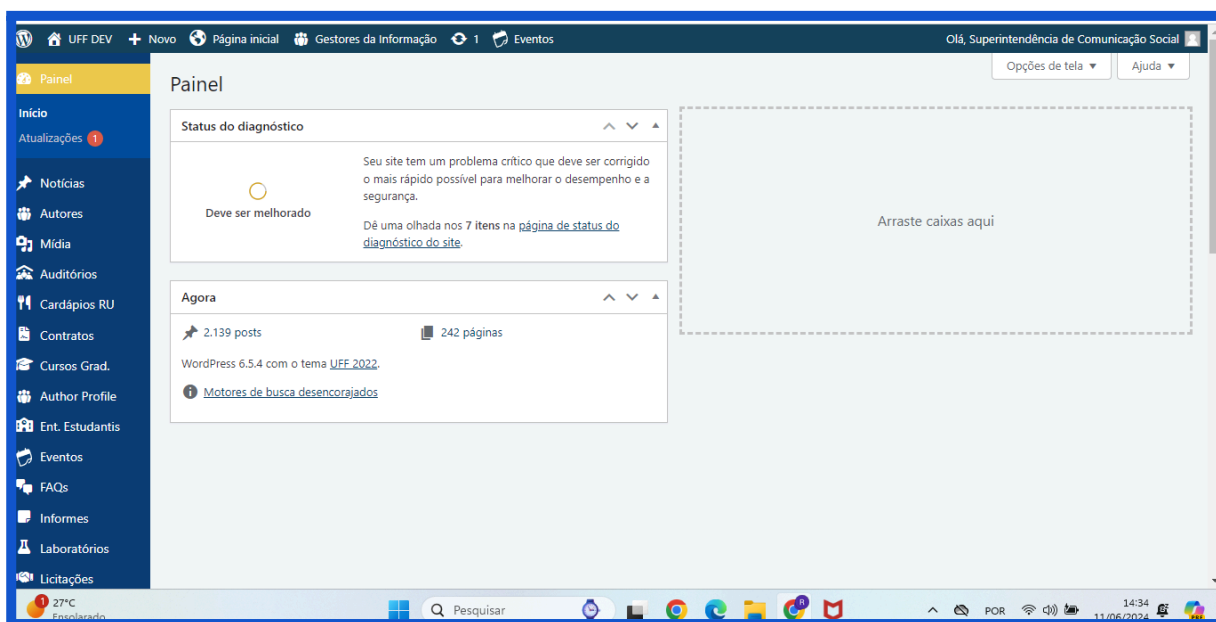 UFF DEV + Novo Página inicial Gestores da Informação 1 Eventos Olá, Superintendência de Comunicação Social
Painel
Início
Atualizações 1
Notícias
Autores
Mídia
Auditórios
Cardápios RU
Contratos
Cursos Grad.
Author Profile
Ent. Estudantis
Eventos
FAQs
Informes
Laboratórios
Licitações
Opções de tela ▼ Ajuda ▼
Painel
Status do diagnóstico
Deve ser melhorado
Seu site tem um problema crítico que deve ser corrigido
o mais rápido possível para melhorar o desempenho e a
segurança.
Dê uma olhada nos 7 itens na página de status do
diagnóstico do site.
Agora
2.139 posts 242 páginas
WordPress 6.5.4 com o tema UFF 2022.
Motores de busca desencorajados
Arraste caixas aqui
1 27°C
Ensolarado
Pesquisar
POR
14:34
11/06/2024
PRE